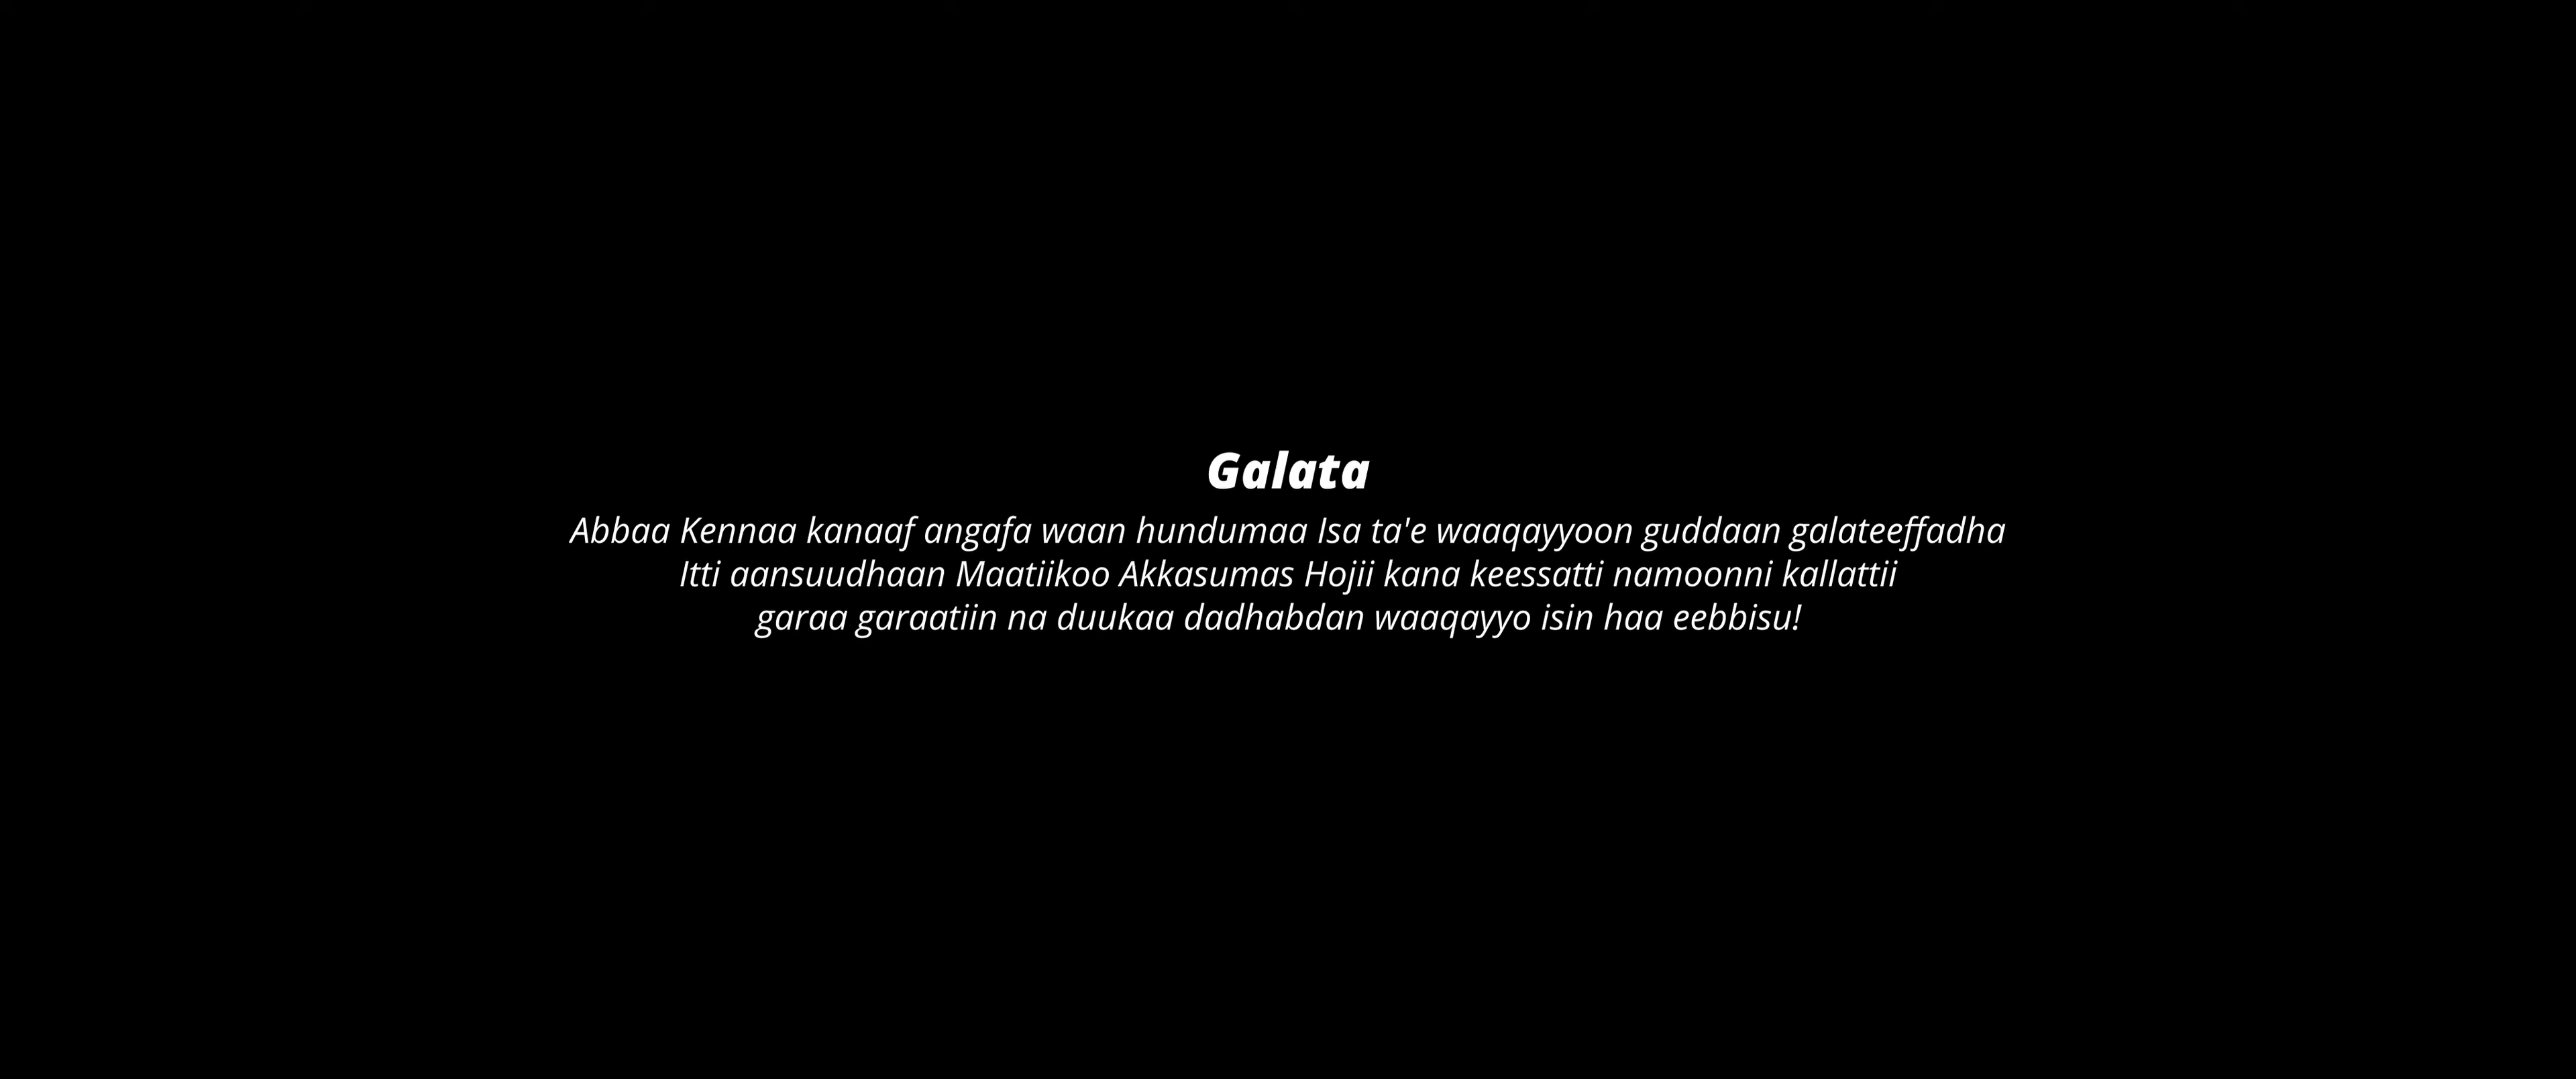 Galata
Abbaa Kennaa kanaaf angafa waan hundumaa Isa ta'e waaqayyoon guddaan galateeffadha
Itti aansuudhaan Maatiikoo Akkasumas Hojii kana keessatti namoonni kallattii
garaa garaatiin na duukaa dadhabdan waaqayyo isin haa eebbisu!